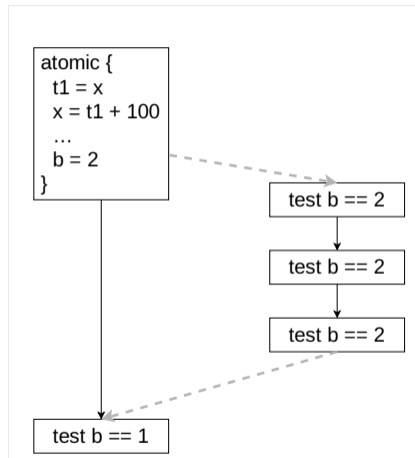 atomic {
t1 = x
x = t1 + 100
...
b = 2
}
test b == 2
test b == 2
test b == 2
test b == 1